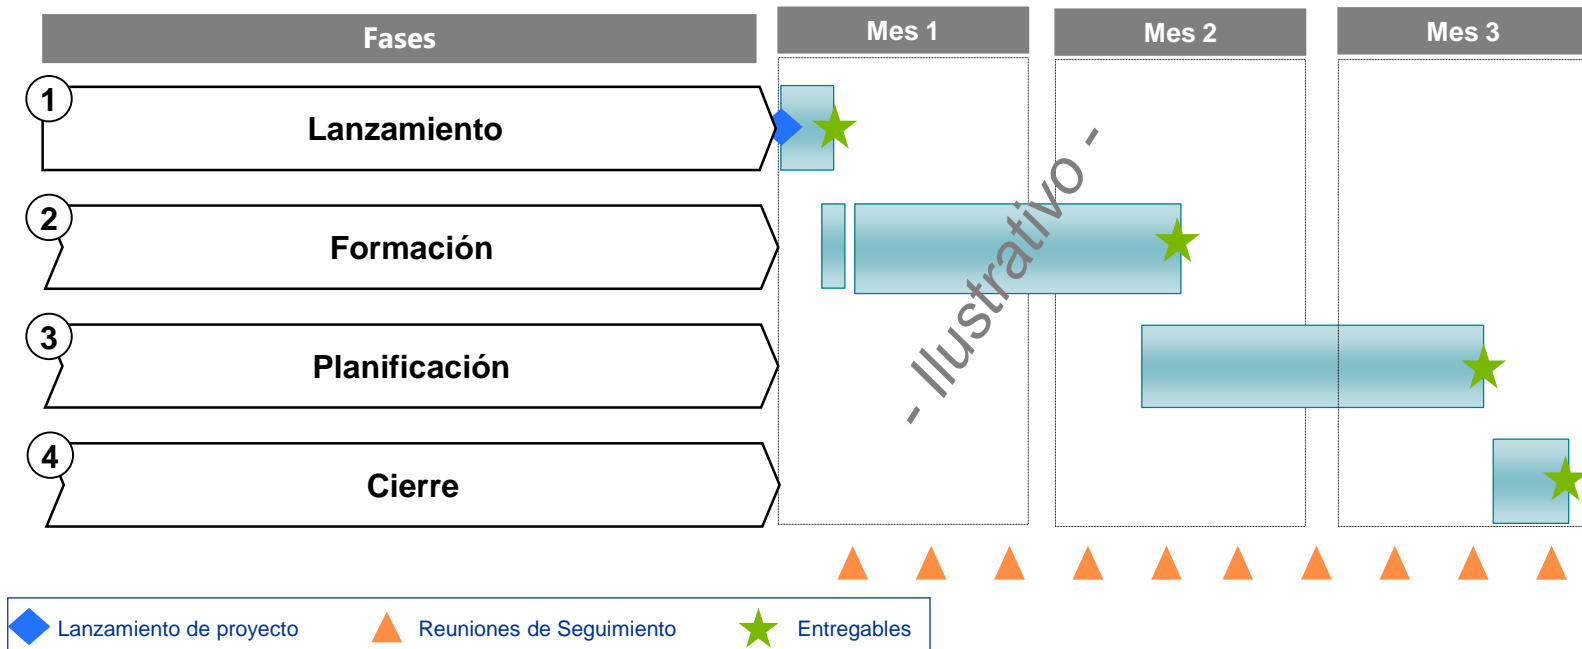 Fases
Mes 1
Mes 2
Mes 3
1
Lanzamiento
2
Formación
3
Planificación
4
Cierre
- Ilustrativo -
Lanzamiento de proyecto
Reuniones de Seguimiento
Entregables